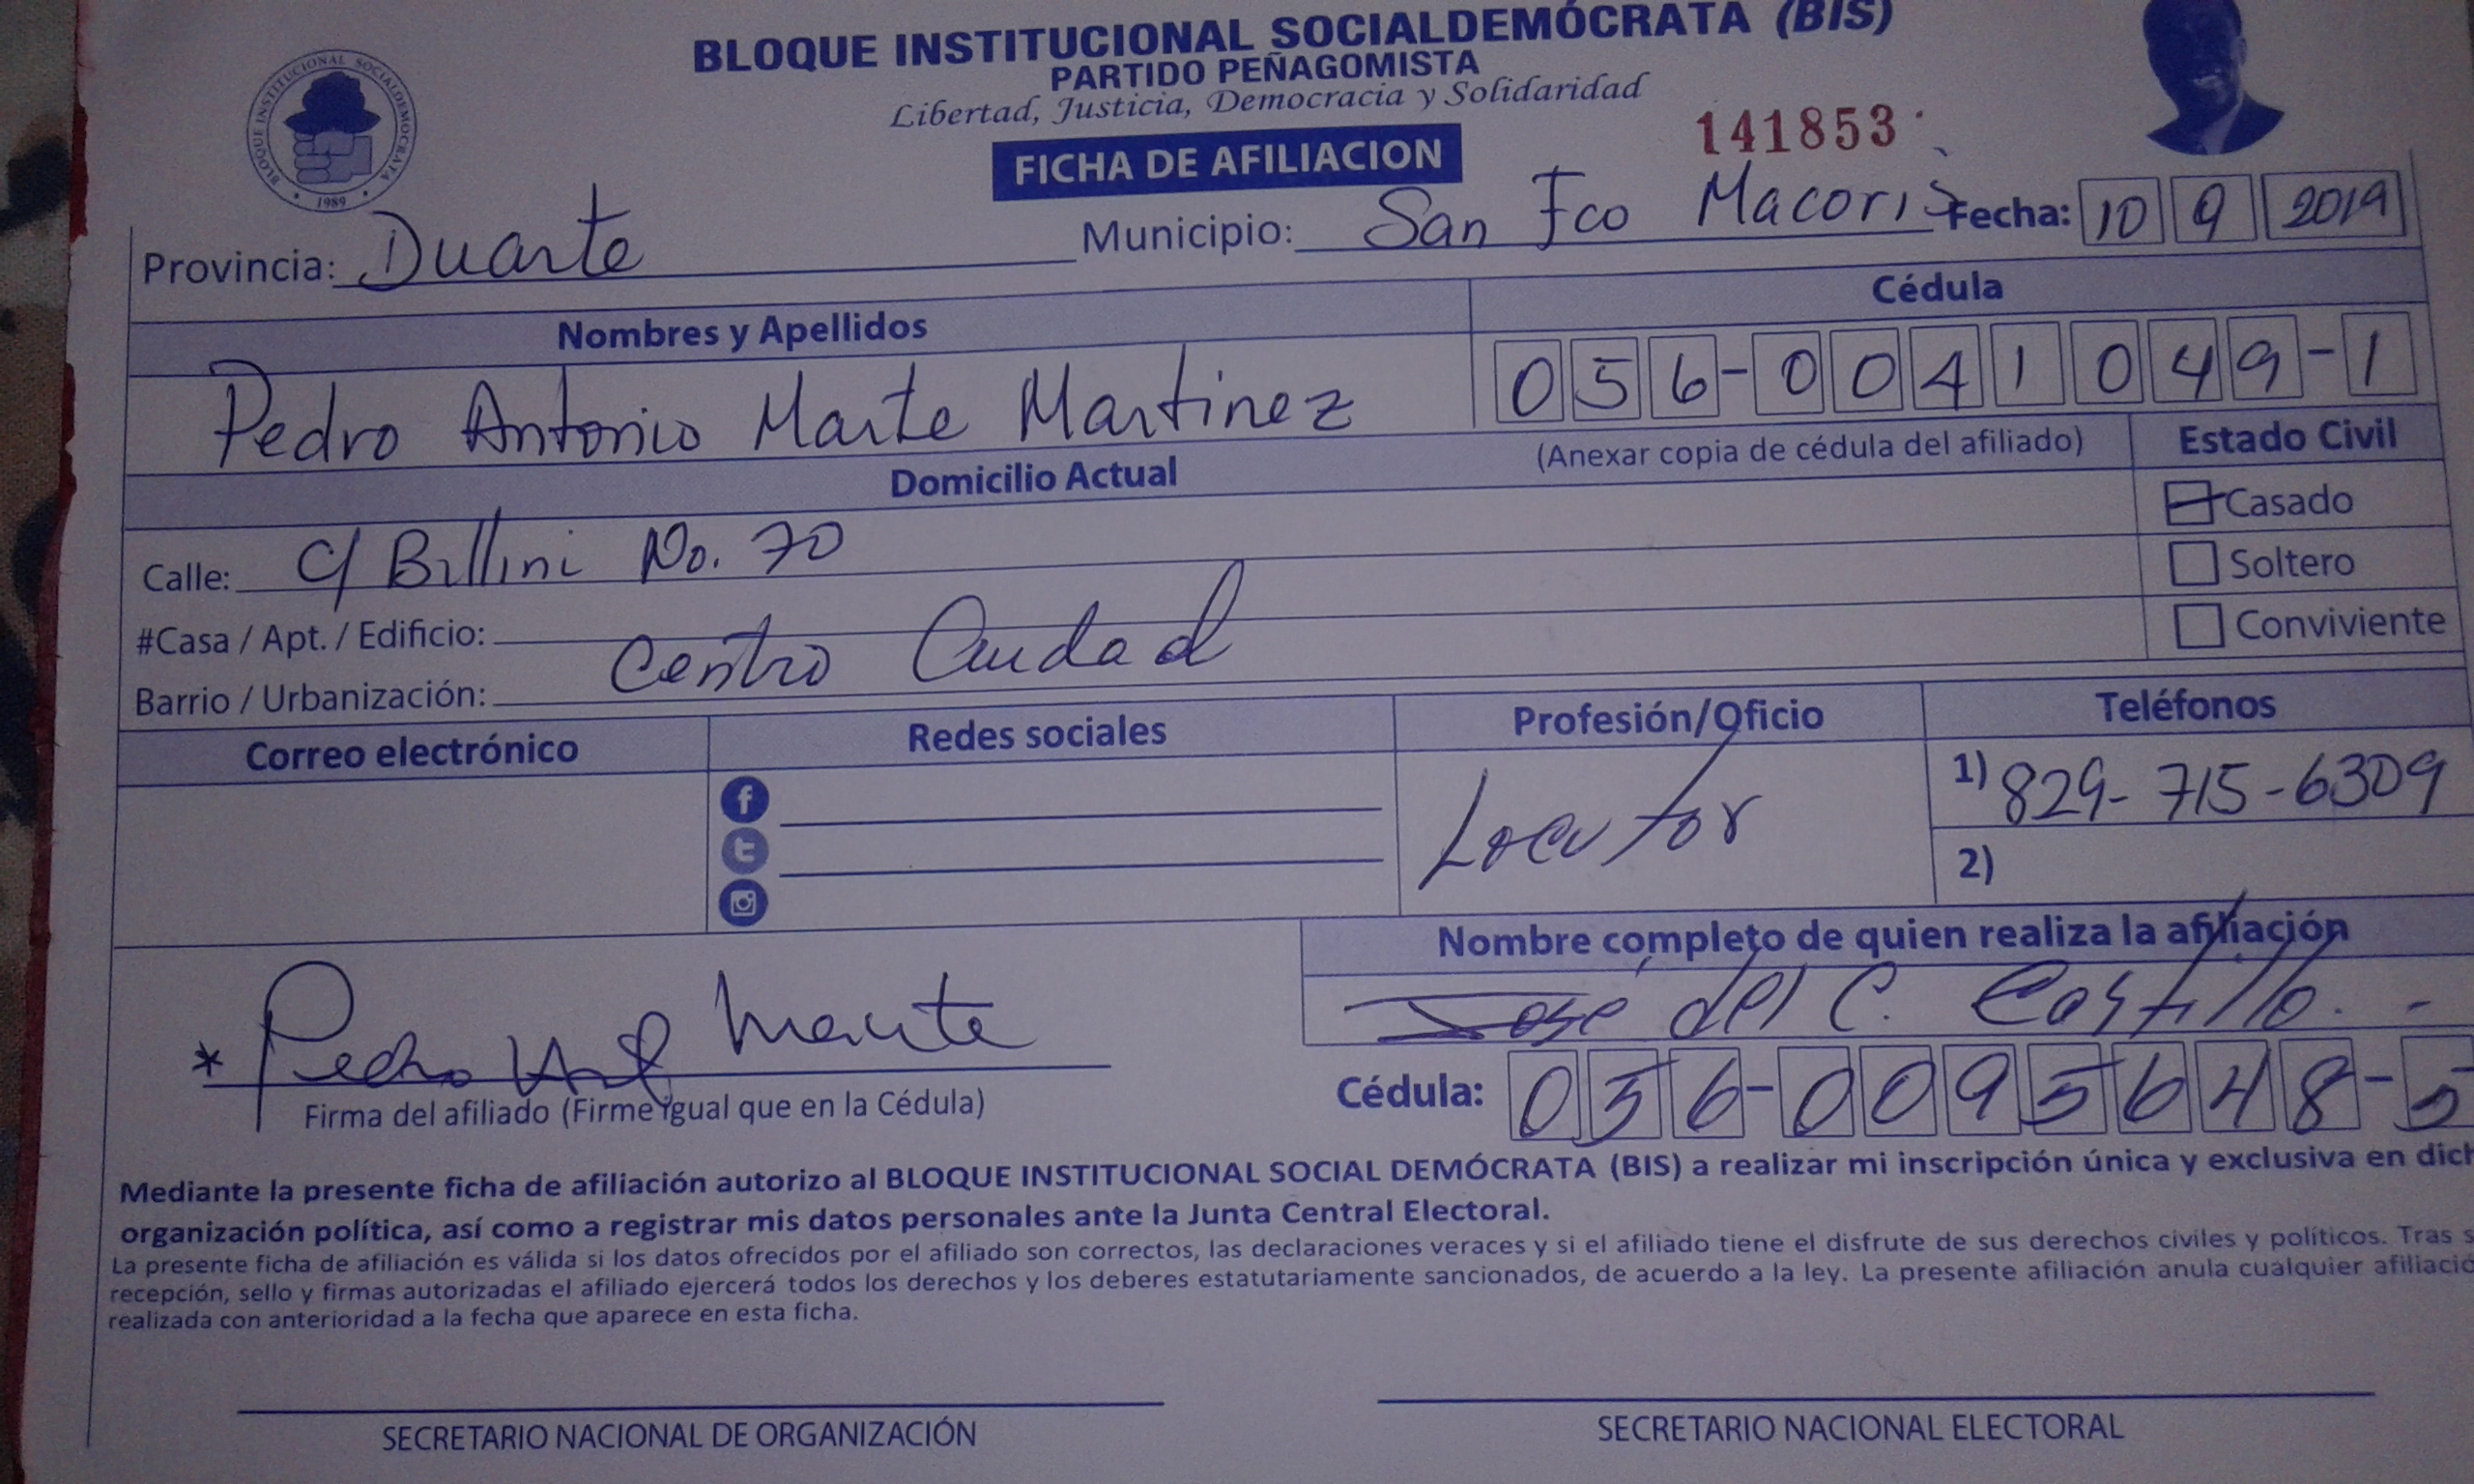 BLOQUE INSTITUCIONAL SOCIALDEMÓCRATA (BIS)
PARTIDO PEÑAGOMISTA
Libertad, Justicia, Democracia y Solidaridad
BLOQUE INSTITUCIONAL SOCIALDEMOCRATA
1989
141853
FICHA DE AFILIACION
Provincia: Duarte Municipio: San Fco Macoris Fecha: 10 9 2019
Nombres y Apellidos Cédula
Pedro Antonio Marte Martinez 056-0041049-1
Domicilio Actual (Anexar copia de cédula del afiliado) Estado Civil
Casado
Calle: C/ Billini No. 70
Soltero
#Casa / Apt. / Edificio:
Conviviente
Barrio / Urbanización: Centro Ciudad
Correo electrónico Redes sociales Profesión/Oficio Teléfonos
f
t
Locutor
1) 829-715-6309
2)
Nombre completo de quien realiza la afiliación
José del C. Castillo.
* Pedro Marte
Cédula: 056-0095648-5
Firma del afiliado (Firme igual que en la Cédula)
Mediante la presente ficha de afiliación autorizo al BLOQUE INSTITUCIONAL SOCIAL DEMÓCRATA (BIS) a realizar mi inscripción única y exclusiva en dich
organización política, así como a registrar mis datos personales ante la Junta Central Electoral.
La presente ficha de afiliación es válida si los datos ofrecidos por el afiliado son correctos, las declaraciones veraces y si el afiliado tiene el disfrute de sus derechos civiles y políticos. Tras s
recepción, sello y firmas autorizadas el afiliado ejercerá todos los derechos y los deberes estatutariamente sancionados, de acuerdo a la ley. La presente afiliación anula cualquier afiliació
realizada con anterioridad a la fecha que aparece en esta ficha.
SECRETARIO NACIONAL DE ORGANIZACIÓN SECRETARIO NACIONAL ELECTORAL